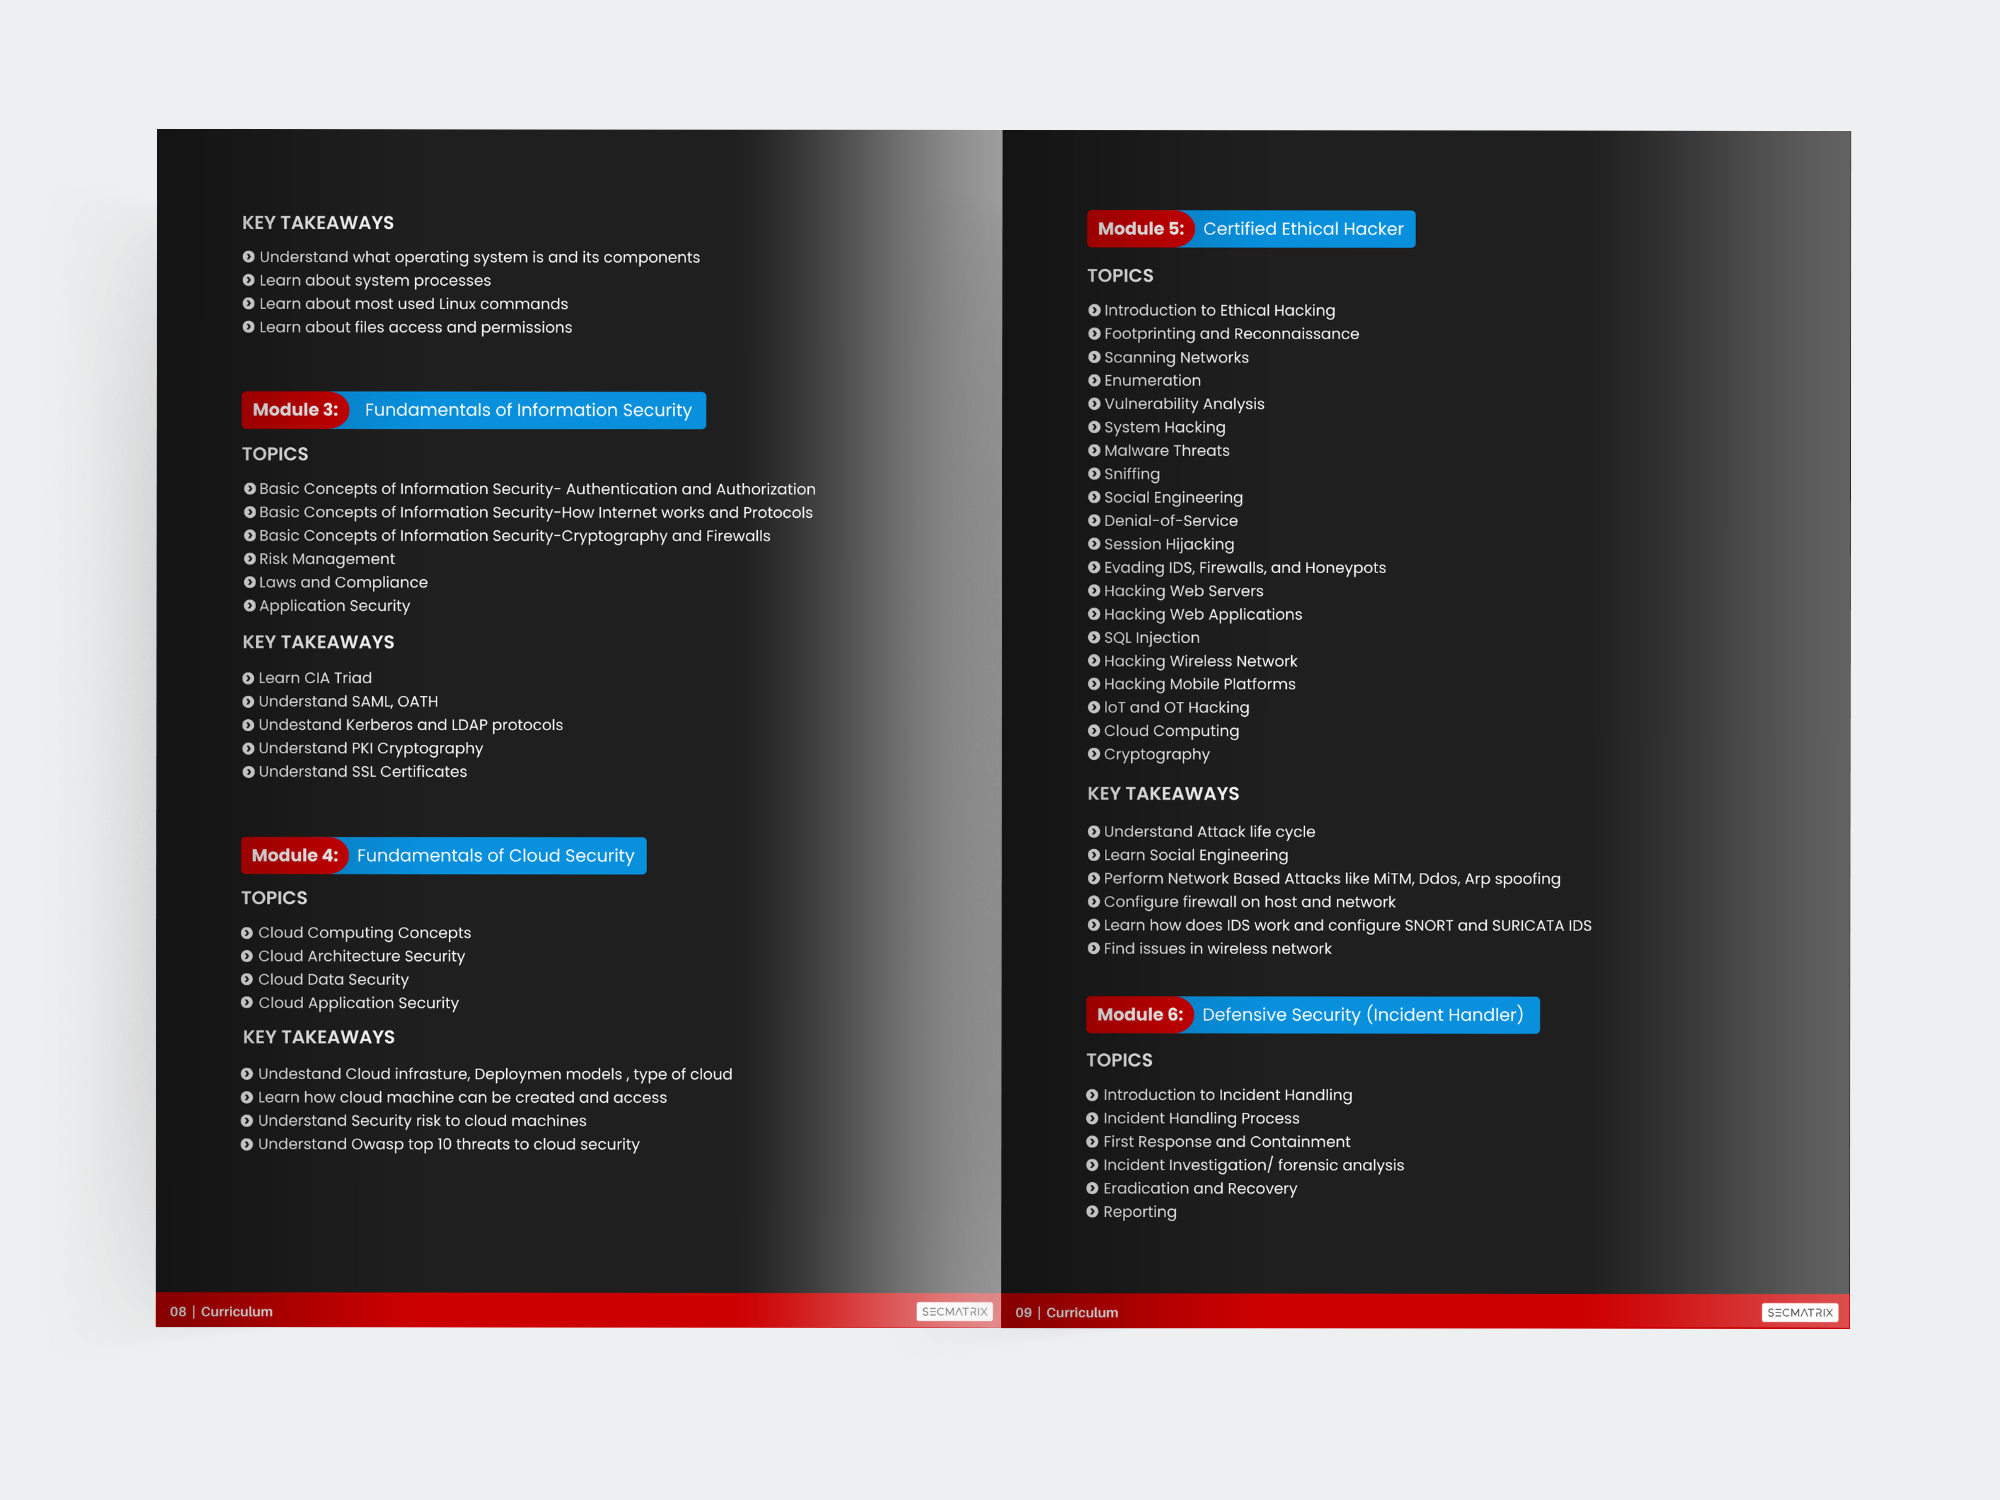 KEY TAKEAWAYS
Understand what operating system is and its components
Learn about system processes
Learn about most used Linux commands
Learn about files access and permissions
Module 3: Fundamentals of Information Security
TOPICS
Basic Concepts of Information Security- Authentication and Authorization
Basic Concepts of Information Security-How Internet works and Protocols
Basic Concepts of Information Security-Cryptography and Firewalls
Risk Management
Laws and Compliance
Application Security
KEY TAKEAWAYS
Learn CIA Triad
Understand SAML, OATH
Undestand Kerberos and LDAP protocols
Understand PKI Cryptography
Understand SSL Certificates
Module 4: Fundamentals of Cloud Security
TOPICS
Cloud Computing Concepts
Cloud Architecture Security
Cloud Data Security
Cloud Application Security
KEY TAKEAWAYS
Undestand Cloud infrasture, Deploymen models , type of cloud
Learn how cloud machine can be created and access
Understand Security risk to cloud machines
Understand Owasp top 10 threats to cloud security
08 | Curriculum
SECMATRIX
Module 5: Certified Ethical Hacker
TOPICS
Introduction to Ethical Hacking
Footprinting and Reconnaissance
Scanning Networks
Enumeration
Vulnerability Analysis
System Hacking
Malware Threats
Sniffing
Social Engineering
Denial-of-Service
Session Hijacking
Evading IDS, Firewalls, and Honeypots
Hacking Web Servers
Hacking Web Applications
SQL Injection
Hacking Wireless Network
Hacking Mobile Platforms
IoT and OT Hacking
Cloud Computing
Cryptography
KEY TAKEAWAYS
Understand Attack life cycle
Learn Social Engineering
Perform Network Based Attacks like MiTM, Ddos, Arp spoofing
Configure firewall on host and network
Learn how does IDS work and configure SNORT and SURICATA IDS
Find issues in wireless network
Module 6: Defensive Security (Incident Handler)
TOPICS
Introduction to Incident Handling
Incident Handling Process
First Response and Containment
Incident Investigation/ forensic analysis
Eradication and Recovery
Reporting
09 | Curriculum
SECMATRIX